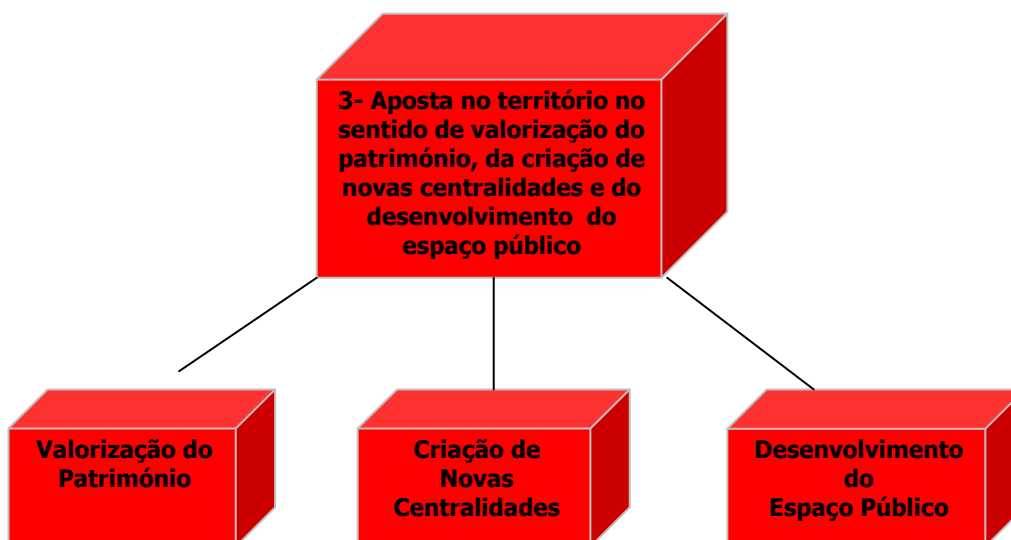 3- Aposta no território no
sentido de valorização do
património, da criação de
novas centralidades e do
desenvolvimento do
espaço público
Valorização do
Património
Criação de
Novas
Centralidades
Desenvolvimento
do
Espaço Público